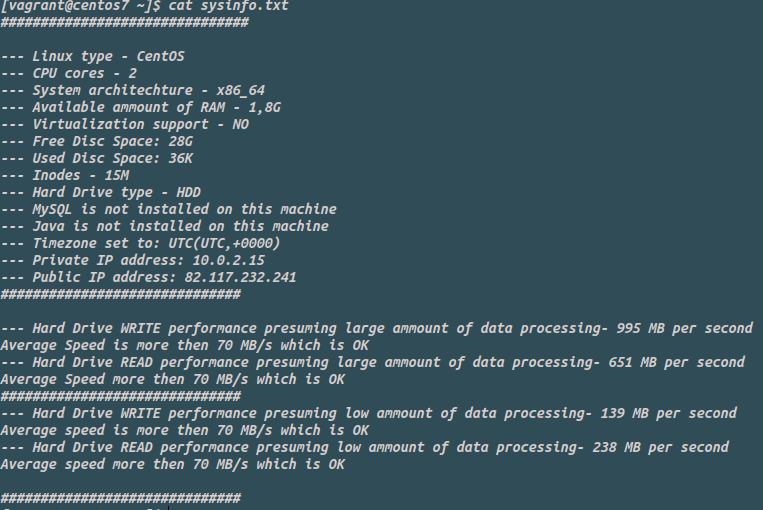 [vagrant@centos7 ~]$ cat sysinfo.txt
###############################
--- Linux type - CentOS
--- CPU cores - 2
--- System architechture - x86_64
--- Available amount of RAM - 1,8G
--- Virtualization support - NO
--- Free Disc Space: 28G
--- Used Disc Space: 36K
--- Inodes - 15M
--- Hard Drive type - HDD
--- MySQL is not installed on this machine
--- Java is not installed on this machine
--- Timezone set to: UTC(UTC,+0000)
--- Private IP address: 10.0.2.15
--- Public IP address: 82.117.232.241
##############################
--- Hard Drive WRITE performance presuming large ammount of data processing- 995 MB per second
Average Speed is more then 70 MB/s which is OK
--- Hard Drive READ performance presuming large ammount of data processing- 651 MB per second
Average Speed more then 70 MB/s which is OK
##############################
--- Hard Drive WRITE performance presuming low ammount of data processing- 139 MB per second
Average speed is more then 70 MB/s which is OK
--- Hard Drive READ performance presuming low ammount of data processing- 238 MB per second
Average speed more then 70 MB/s which is OK
##############################